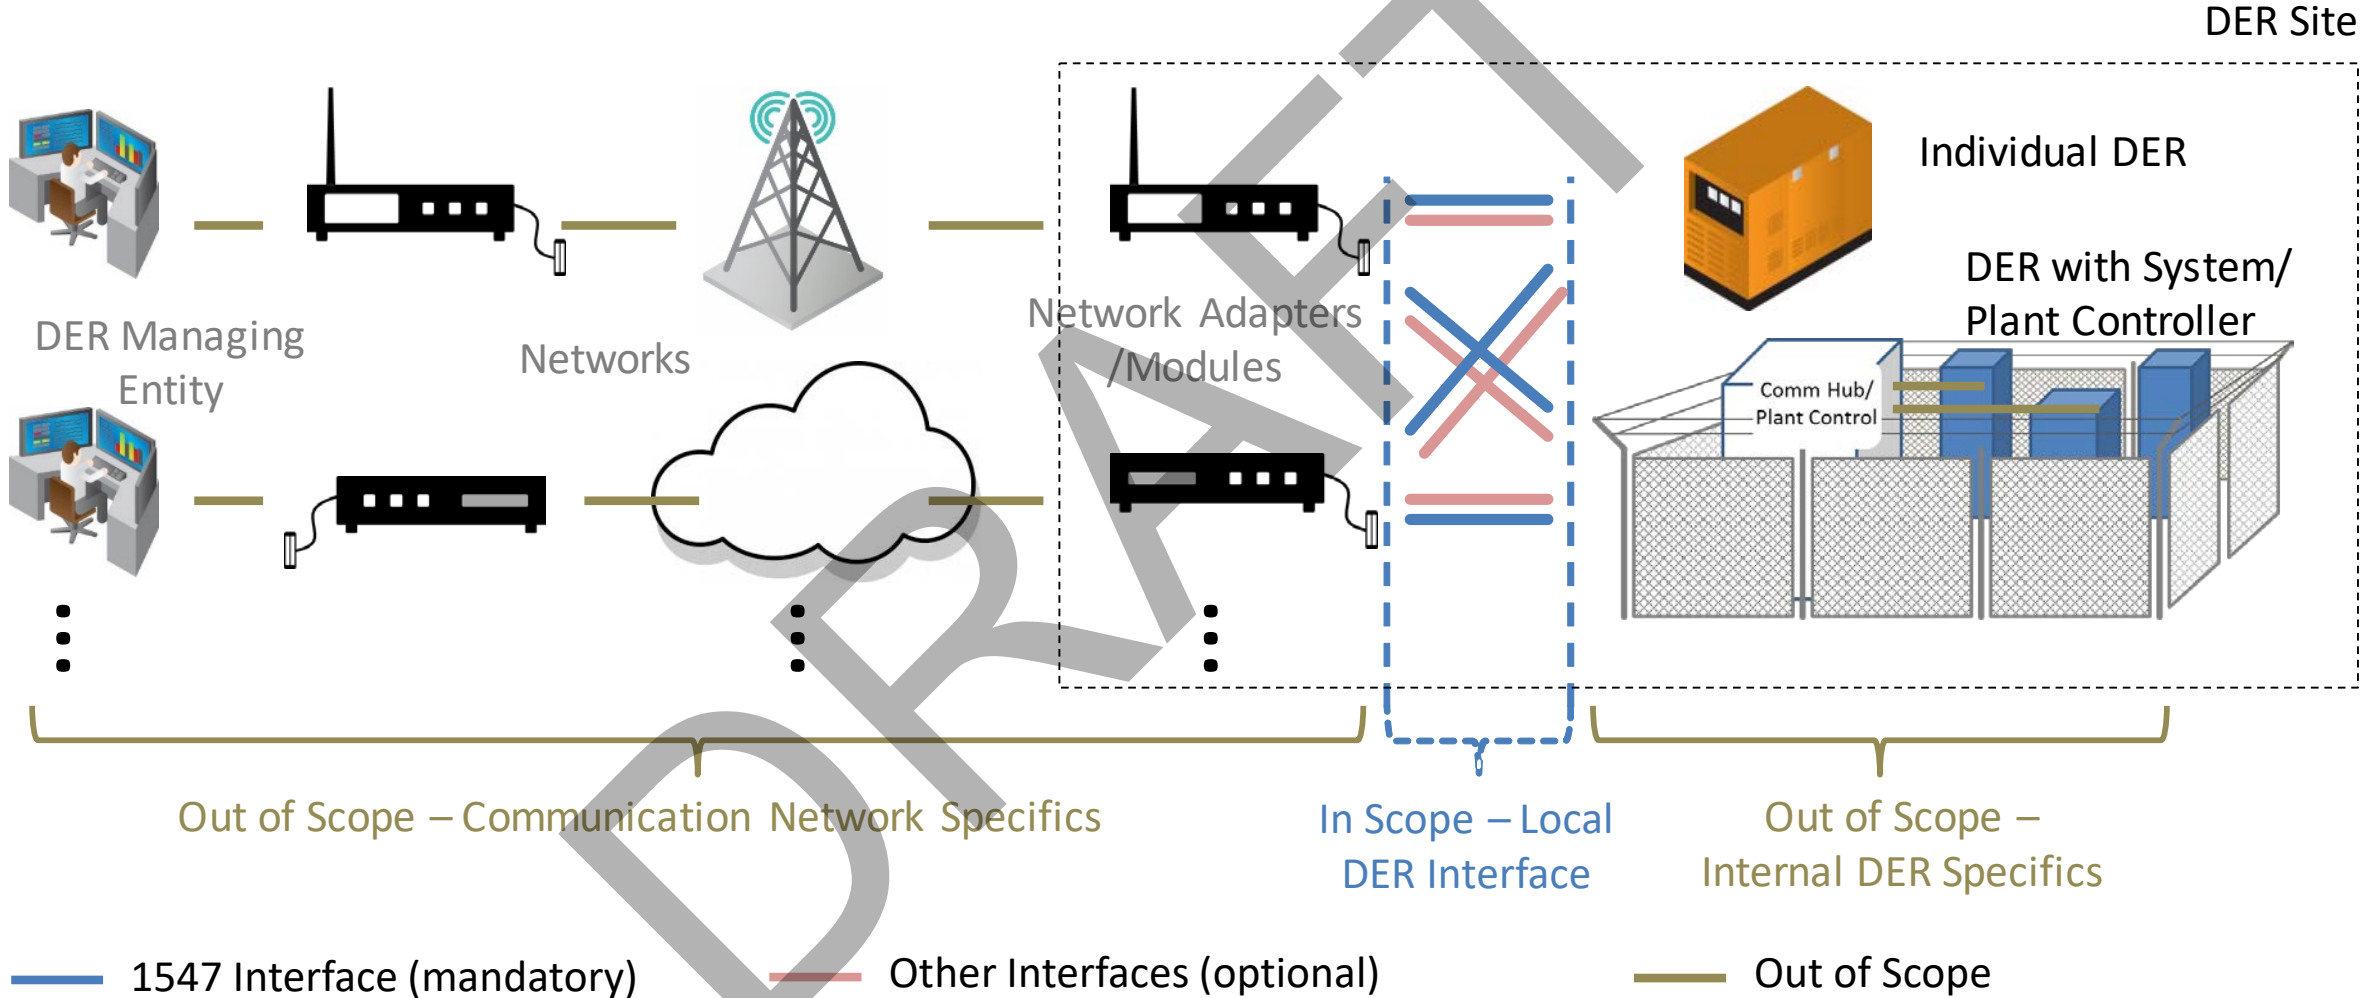 DER Site
Individual DER
DER with System/
Plant Controller
DER Managing
Entity
Networks
Network Adapters
/Modules
Comm Hub/
Plant Control
DRAFT
Out of Scope – Communication Network Specifics
In Scope – Local
DER Interface
Out of Scope –
Internal DER Specifics
1547 Interface (mandatory)
Other Interfaces (optional)
Out of Scope